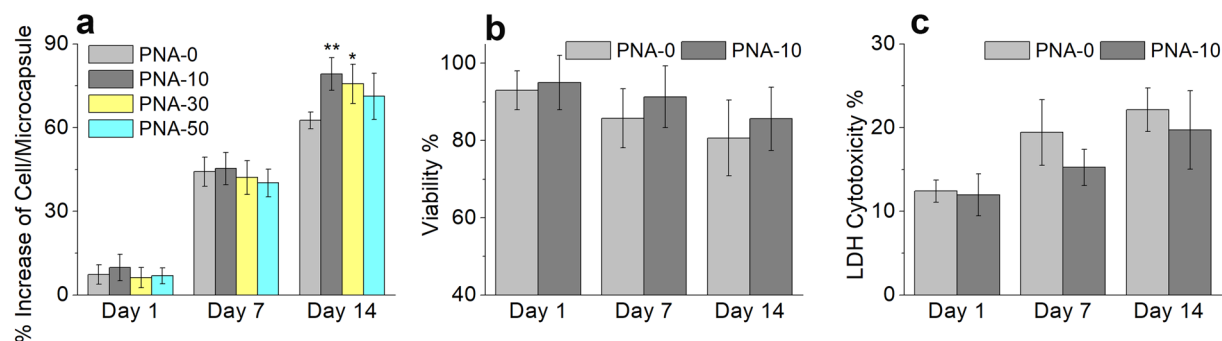 a
% Increase of Cell/Microcapsule
90
60
30
0
PNA-0
PNA-10
PNA-30
PNA-50
**
*
Day 1 Day 7 Day 14
b
Viability %
100
80
60
40
PNA-0 PNA-10
Day 1 Day 7 Day 14
c
LDH Cytotoxicity %
30
20
10
0
PNA-0 PNA-10
Day 1 Day 7 Day 14